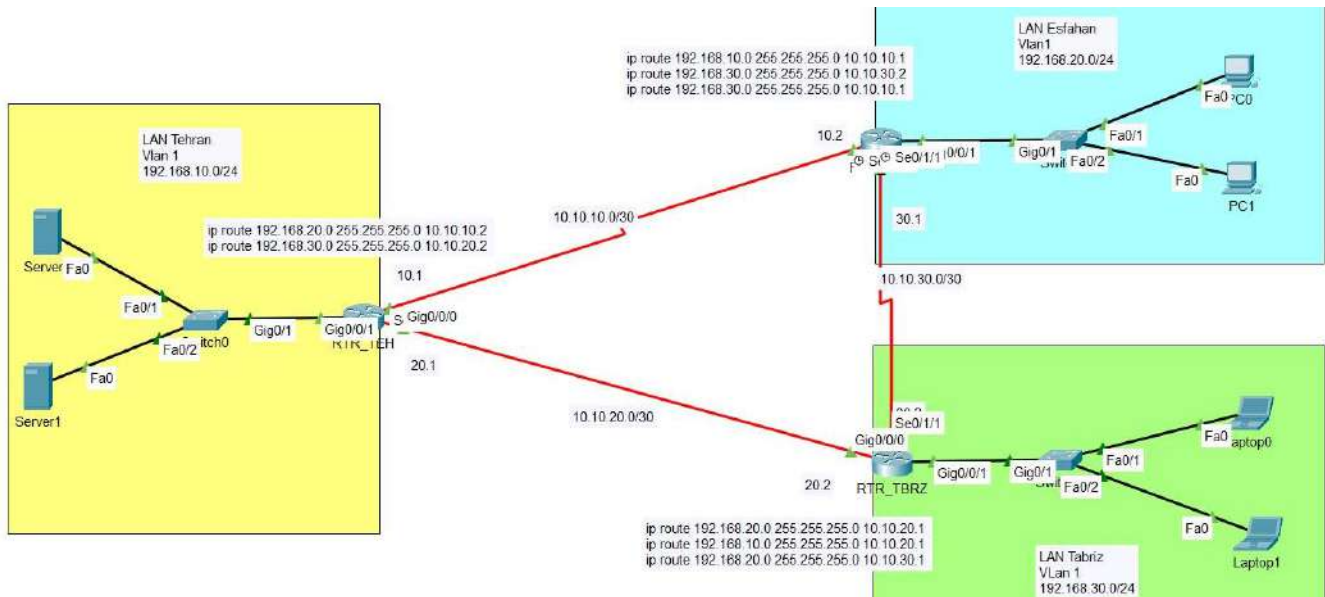 LAN Esfahan
Vlan1
192.168.20.0/24
ip route 192.168.10.0 255.255.255.0 10.10.10.1
ip route 192.168.30.0 255.255.255.0 10.10.30.2
ip route 192.168.30.0 255.255.255.0 10.10.10.1
Fa0
PC0
10.2
Se0/1/1
0/0/1
Gig0/1
Fa0/1
Fa0/2
Fa0
PC1
LAN Tehran
Vlan 1
192.168.10.0/24
10.10.10.0/30
30.1
ip route 192.168.20.0 255.255.255.0 10.10.10.2
ip route 192.168.30.0 255.255.255.0 10.10.20.2
Server
Fa0
10.1
10.10.30.0/30
Fa0/1
Gig0/1
Gig0/0/1
Gig0/0/0
Fa0/2
RTR_TEH
Fa0
20.1
Server1
10.10.20.0/30
Se0/1/1
Gig0/0/0
Fa0
Fa0/1
Gig0/0/1
Gig0/1
Fa0/2
20.2
RTR_TBRZ
Fa0
ip route 192.168.20.0 255.255.255.0 10.10.20.1
ip route 192.168.10.0 255.255.255.0 10.10.20.1
ip route 192.168.20.0 255.255.255.0 10.10.30.1
Laptop1
LAN Tabriz
VLan 1
192.168.30.0/24